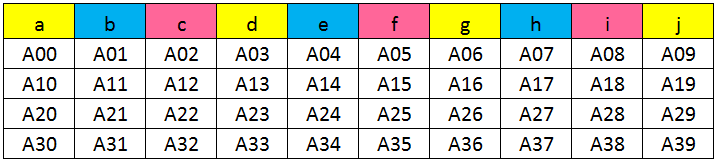 a b c d e f g h i j
A00 A01 A02 A03 A04 A05 A06 A07 A08 A09
A10 A11 A12 A13 A14 A15 A16 A17 A18 A19
A20 A21 A22 A23 A24 A25 A26 A27 A28 A29
A30 A31 A32 A33 A34 A35 A36 A37 A38 A39